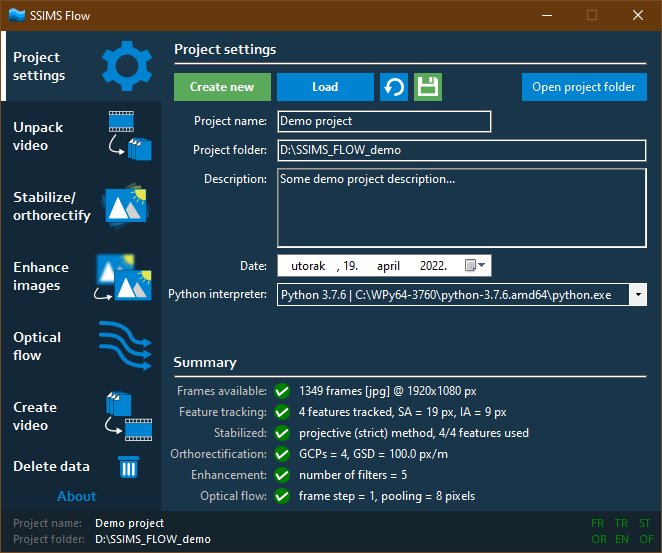 SSIMS Flow
Project settings
Project
settings
Create new
Load
Open project folder
Project name:
Demo project
Project folder:
D:\SSIMS_FLOW_demo
Unpack
video
Description:
Some demo project description...
Stabilize/
orthorectify
Enhance
images
Date:
utorak , 19. april 2022.
Python interpreter:
Python 3.7.6 | C:\WPy64-3760\python-3.7.6.amd64\python.exe
Optical
flow
Summary
Frames available:
1349 frames [jpg] @ 1920x1080 px
Feature tracking:
4 features tracked, SA = 19 px, IA = 9 px
Create
video
Stabilized:
projective (strict) method, 4/4 features used
Orthorectification:
GCPs = 4, GSD = 100.0 px/m
Delete data
Enhancement:
number of filters = 5
About
Optical flow:
frame step = 1, pooling = 8 pixels
Project name: Demo project
FR TR ST
Project folder: D:\SSIMS_FLOW_demo
OR EN OF